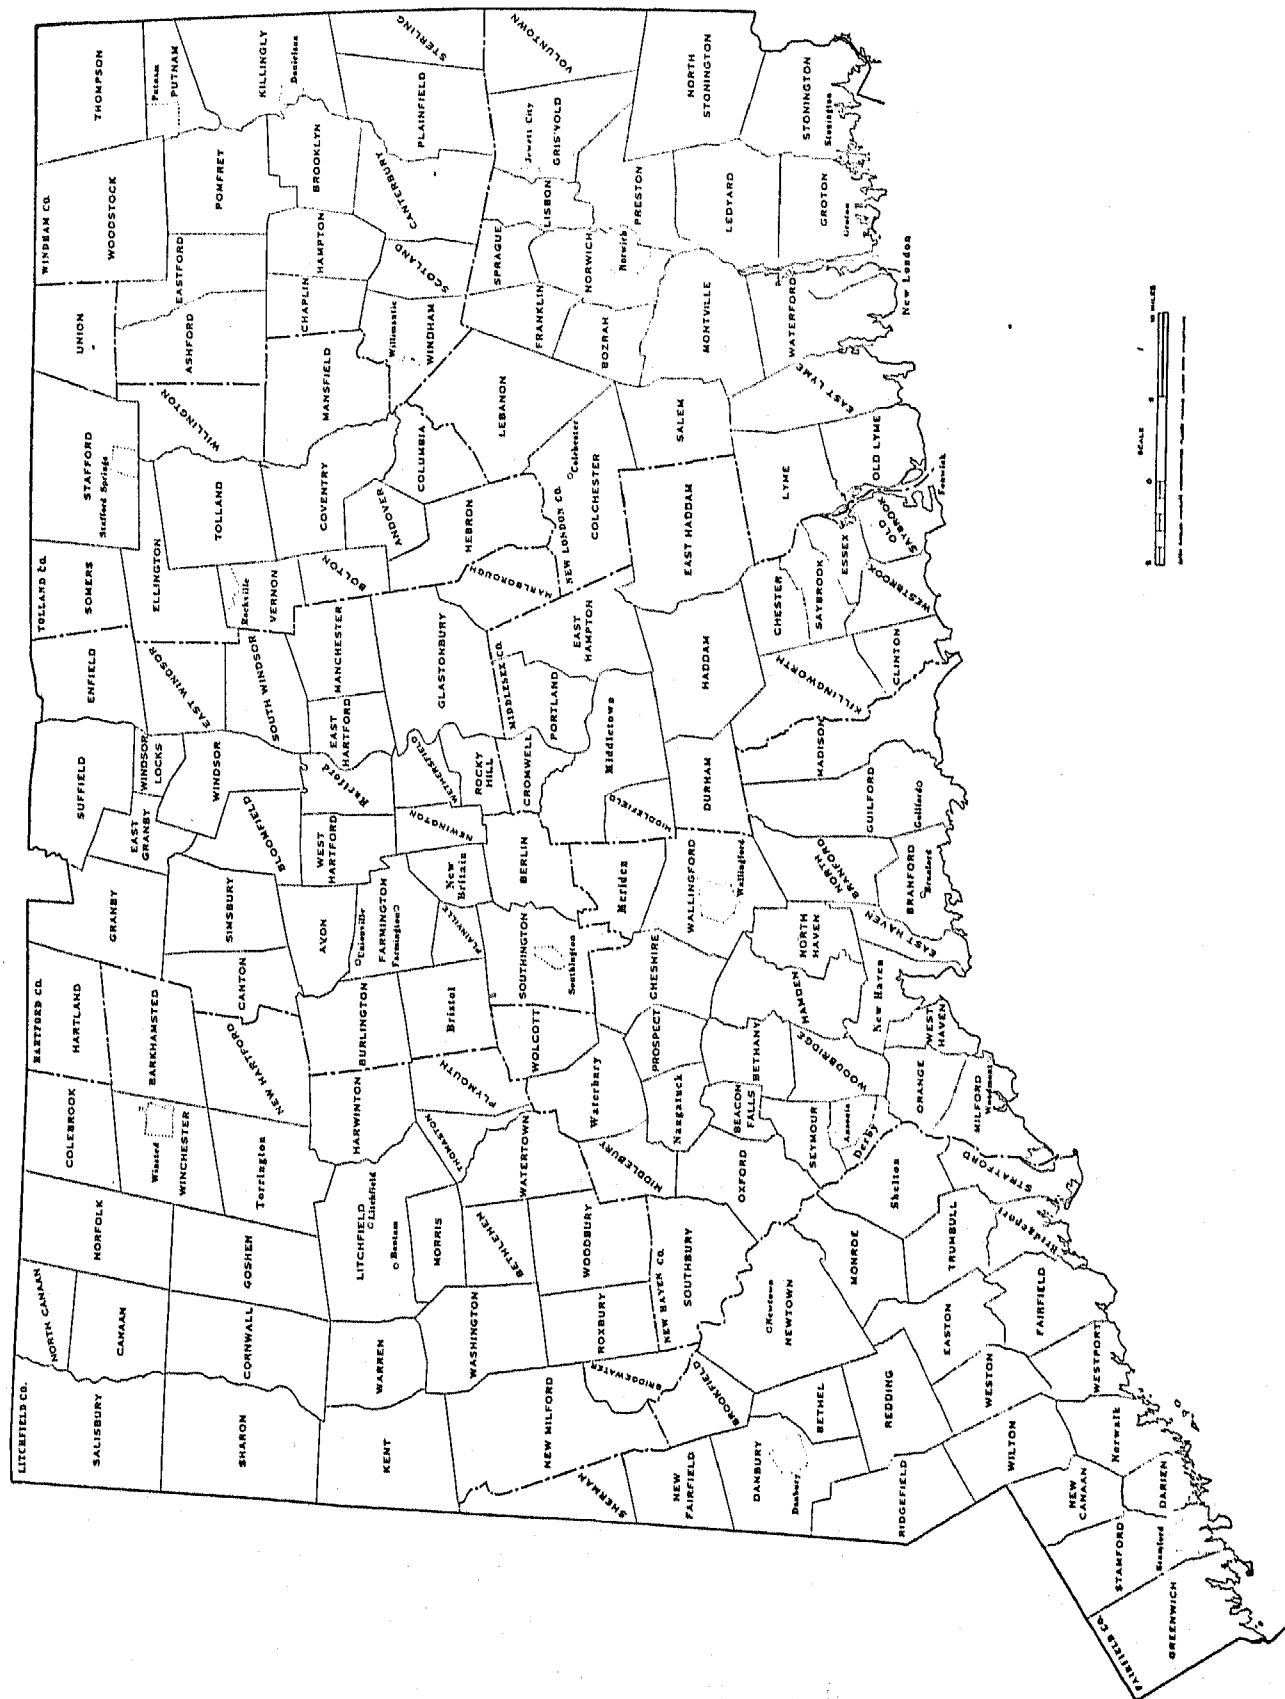 LITCHFIELD CO.
NORTH CANAAN
SALISBURY
CANAAN
NORFOLK
COLEBROOK
HARTFORD CO.
HARTLAND
GRANBY
SUFFIELD
ENFIELD
TOLLAND CO.
SOMERS
STAFFORD
Stafford Springs
UNION
WINDHAM CO.
WOODSTOCK
THOMPSON
Putnam
PUTNAM
SHARON
CORNWALL
GOSHEN
Winsted
WINCHESTER
Torrington
BARKHAMSTED
NEW HARTFORD
CANTON
SIMSBURY
EAST
GRANBY
WINDSOR
LOCKS
WINDSOR
BLOOMFIELD
EAST WINDSOR
SOUTH WINDSOR
ELLINGTON
Rockville
VERNON
TOLLAND
WILLINGTON
ASHFORD
EASTFORD
POMFRET
KILLINGLY
Danielson
KENT
WARREN
LITCHFIELD
Litchfield
Bantam
MORRIS
HARWINTON
BURLINGTON
AVON
Unionville
FARMINGTON
Farmington
WEST
HARTFORD
Hartford
EAST
HARTFORD
MANCHESTER
BOLTON
COVENTRY
ANDOVER
MANSFIELD
CHAPLIN
HAMPTON
BROOKLYN
CANTERBURY
PLAINFIELD
STERLING
NEW MILFORD
WASHINGTON
BETHLEHEM
WATERTOWN
THOMASTON
PLYMOUTH
Bristol
PLAINVILLE
New
Britain
NEWINGTON
WETHERSFIELD
ROCKY
HILL
GLASTONBURY
MARLBOROUGH
HEBRON
COLUMBIA
Willimantic
WINDHAM
SCOTLAND
SHERMAN
BRIDGEWATER
ROXBURY
WOODBURY
MIDDLEBURY
Waterbury
WOLCOTT
SOUTHINGTON
Southington
BERLIN
CROMWELL
MIDDLESEX CO.
PORTLAND
EAST
HAMPTON
NEW LONDON CO.
COLCHESTER
Colchester
LEBANON
FRANKLIN
SPRAGUE
LISBON
Jewett City
GRISWOLD
VOLUNTOWN
NEW
FAIRFIELD
BROOKFIELD
NEW HAVEN CO.
SOUTHBURY
OXFORD
Naugatuck
PROSPECT
CHESHIRE
Meriden
MIDDLEFIELD
Middletown
BOZRAH
NORWICH
Norwich
PRESTON
NORTH
STONINGTON
DANBURY
Danbury
BETHEL
Newtown
NEWTOWN
MONROE
SEYMOUR
BEACON
FALLS
BETHANY
WOODBRIDGE
HAMDEN
NORTH
HAVEN
WALLINGFORD
Wallingford
DURHAM
HADDAM
EAST HADDAM
SALEM
MONTVILLE
LEDYARD
RIDGEFIELD
REDDING
Shelton
Ansonia
Derby
New Haven
EAST HAVEN
NORTH
BRANFORD
BRANFORD
Branford
GUILFORD
Guilford
MADISON
KILLINGWORTH
CHESTER
SAYBROOK
ESSEX
LYME
EAST LYME
WATERFORD
New London
GROTON
Groton
STONINGTON
Stonington
WILTON
WESTON
EASTON
TRUMBULL
STRATFORD
ORANGE
WEST
HAVEN
MILFORD
Woodmont
CLINTON
WESTBROOK
OLD
SAYBROOK
OLD LYME
Fenwick
NEW
CANAAN
Norwalk
WESTPORT
FAIRFIELD
Bridgeport
FAIRFIELD CO.
GREENWICH
STAMFORD
Stamford
DARIEN
SCALE
5 0 5 10 MILES